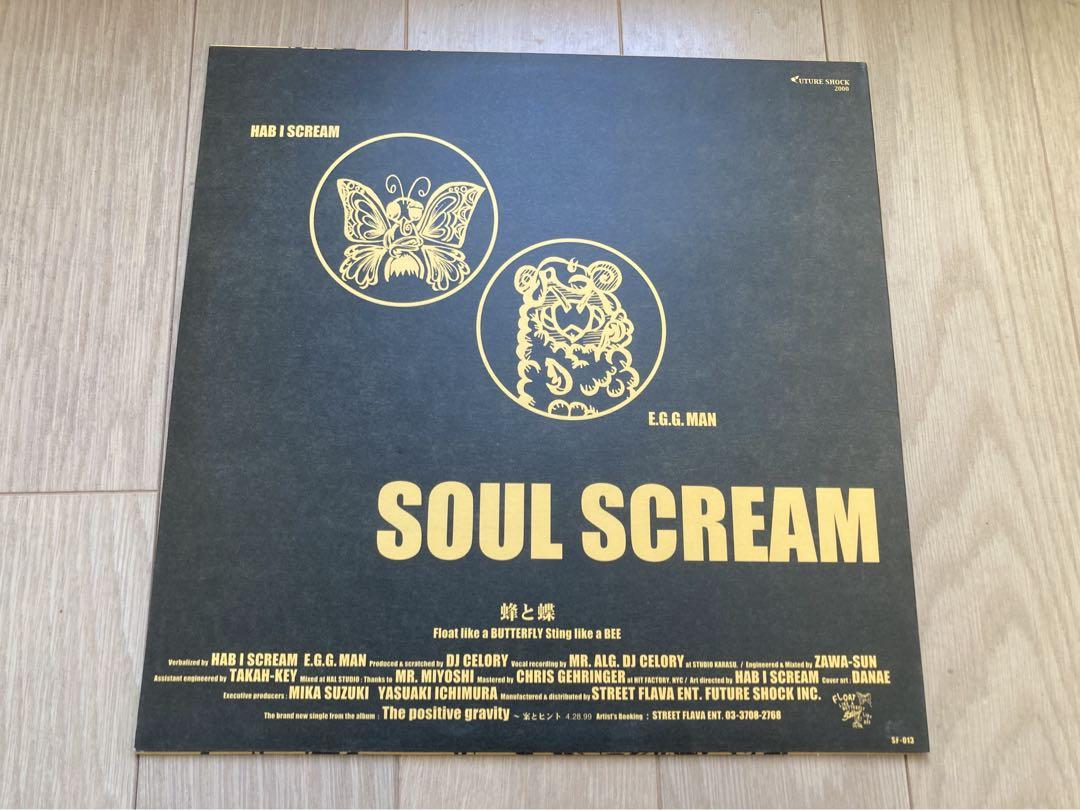 FUTURE SHOCK
2000
HAB I SCREAM
E.G.G. MAN
SOUL SCREAM
蜂と蝶
Float like a BUTTERFLY Sting like a BEE
Verbalized by HAB I SCREAM E.G.G. MAN Produced & scratched by DJ CELORY Vocal recording by MR. ALG. DJ CELORY at STUDIO KARASU. / Engineered & Mixted by ZAWA-SUN
Assistant engineered by TAKAH-KEY Mixed at HAL STUDIO : Thanks to MR. MIYOSHI Mastered by CHRIS GEHRINGER at HIT FACTORY. NYC / Art directed by HAB I SCREAM Cover art : DANAE
Executive producers : MIKA SUZUKI YASUAKI ICHIMURA Manufactured & distributed by STREET FLAVA ENT. FUTURE SHOCK INC.
The brand new single from the album : The positive gravity ～案とヒント 4.28.99 Artist's Booking : STREET FLAVA ENT. 03-3708-2768
FLOAT
LIKE A
BUTTERFLY
SF-013